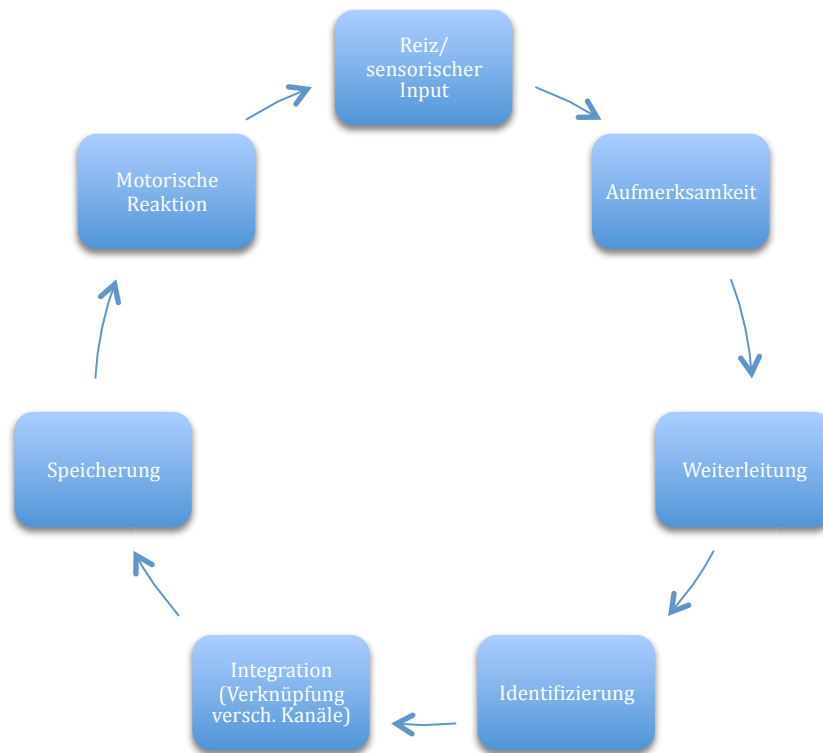 Reiz/
sensorischer
Input
Aufmerksamkeit
Weiterleitung
Identifizierung
Integration
(Verknüpfung
versch. Kanäle)
Speicherung
Motorische
Reaktion